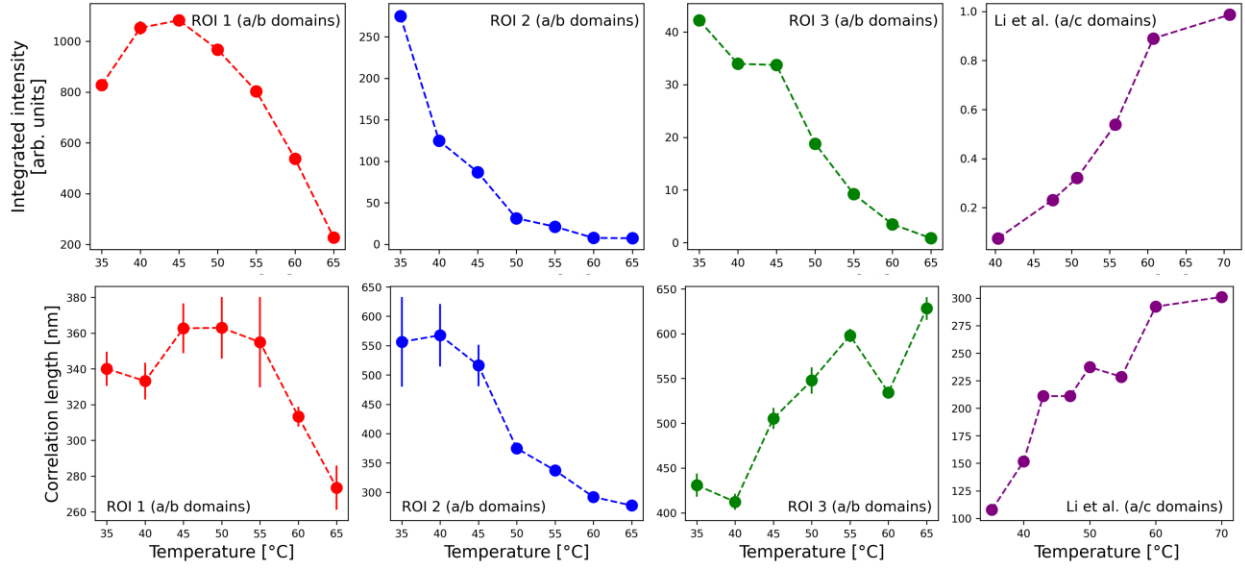 Integrated intensity
[arb. units]
ROI 1 (a/b domains)
1000
800
600
400
200
35 40 45 50 55 60 65
ROI 2 (a/b domains)
250
200
150
100
50
0
35 40 45 50 55 60 65
ROI 3 (a/b domains)
40
30
20
10
0
35 40 45 50 55 60 65
Li et al. (a/c domains)
1.0
0.8
0.6
0.4
0.2
40 45 50 55 60 65 70
Correlation length [nm]
380
360
340
320
300
280
260
ROI 1 (a/b domains)
35 40 45 50 55 60 65
Temperature [°C]
650
600
550
500
450
400
350
300
ROI 2 (a/b domains)
35 40 45 50 55 60 65
Temperature [°C]
650
600
550
500
450
400
ROI 3 (a/b domains)
35 40 45 50 55 60 65
Temperature [°C]
300
275
250
225
200
175
150
125
100
Li et al. (a/c domains)
40 50 60 70
Temperature [°C]